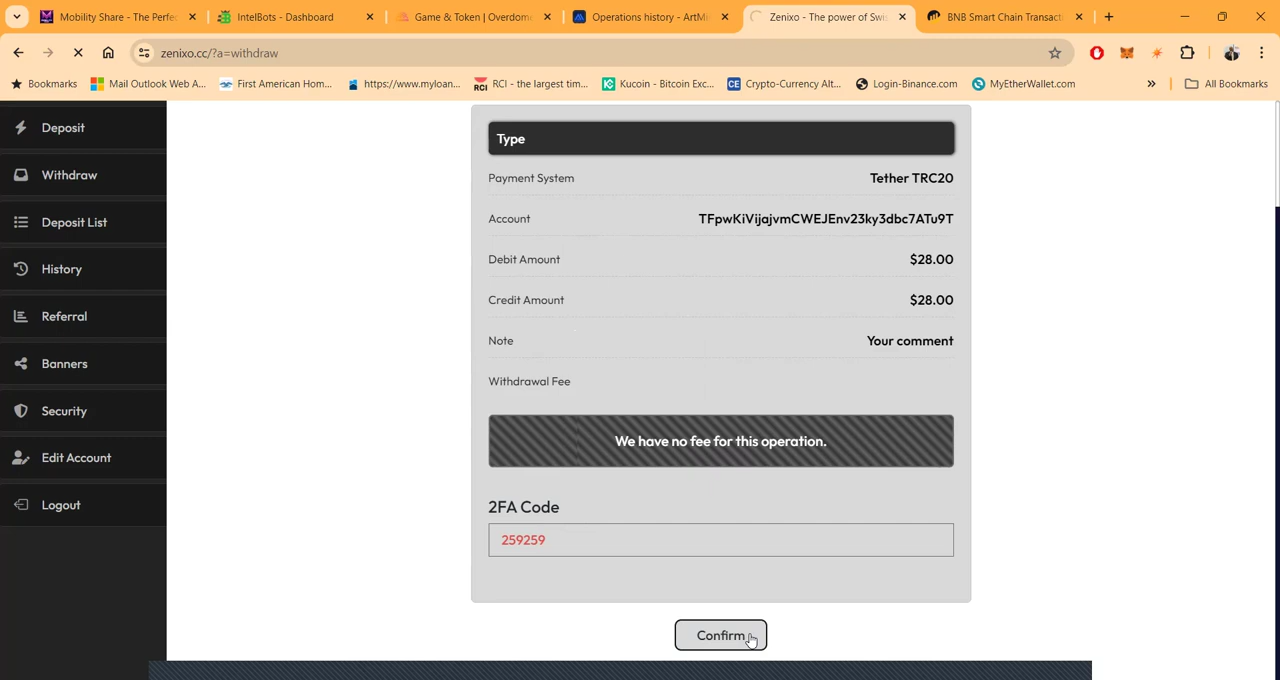 Mobility Share - The Perfec
IntelBots - Dashboard
Game & Token | Overdom
Operations history - ArtMi
Zenixo - The power of Swis
BNB Smart Chain Transacti
zenixo.cc/?a=withdraw
Bookmarks
Mail Outlook Web A...
First American Hom...
https://www.myloan...
RCI - the largest tim...
Kucoin - Bitcoin Exc...
Crypto-Currency Alt...
Login-Binance.com
MyEtherWallet.com
»
All Bookmarks
Deposit
Withdraw
Deposit List
History
Referral
Banners
Security
Edit Account
Logout
Type
Payment System Tether TRC20
Account TFpwKiVijajvmCWEJEnv23ky3dbc7ATu9T
Debit Amount $28.00
Credit Amount $28.00
Note Your comment
Withdrawal Fee
We have no fee for this operation.
2FA Code
259259
Confirm